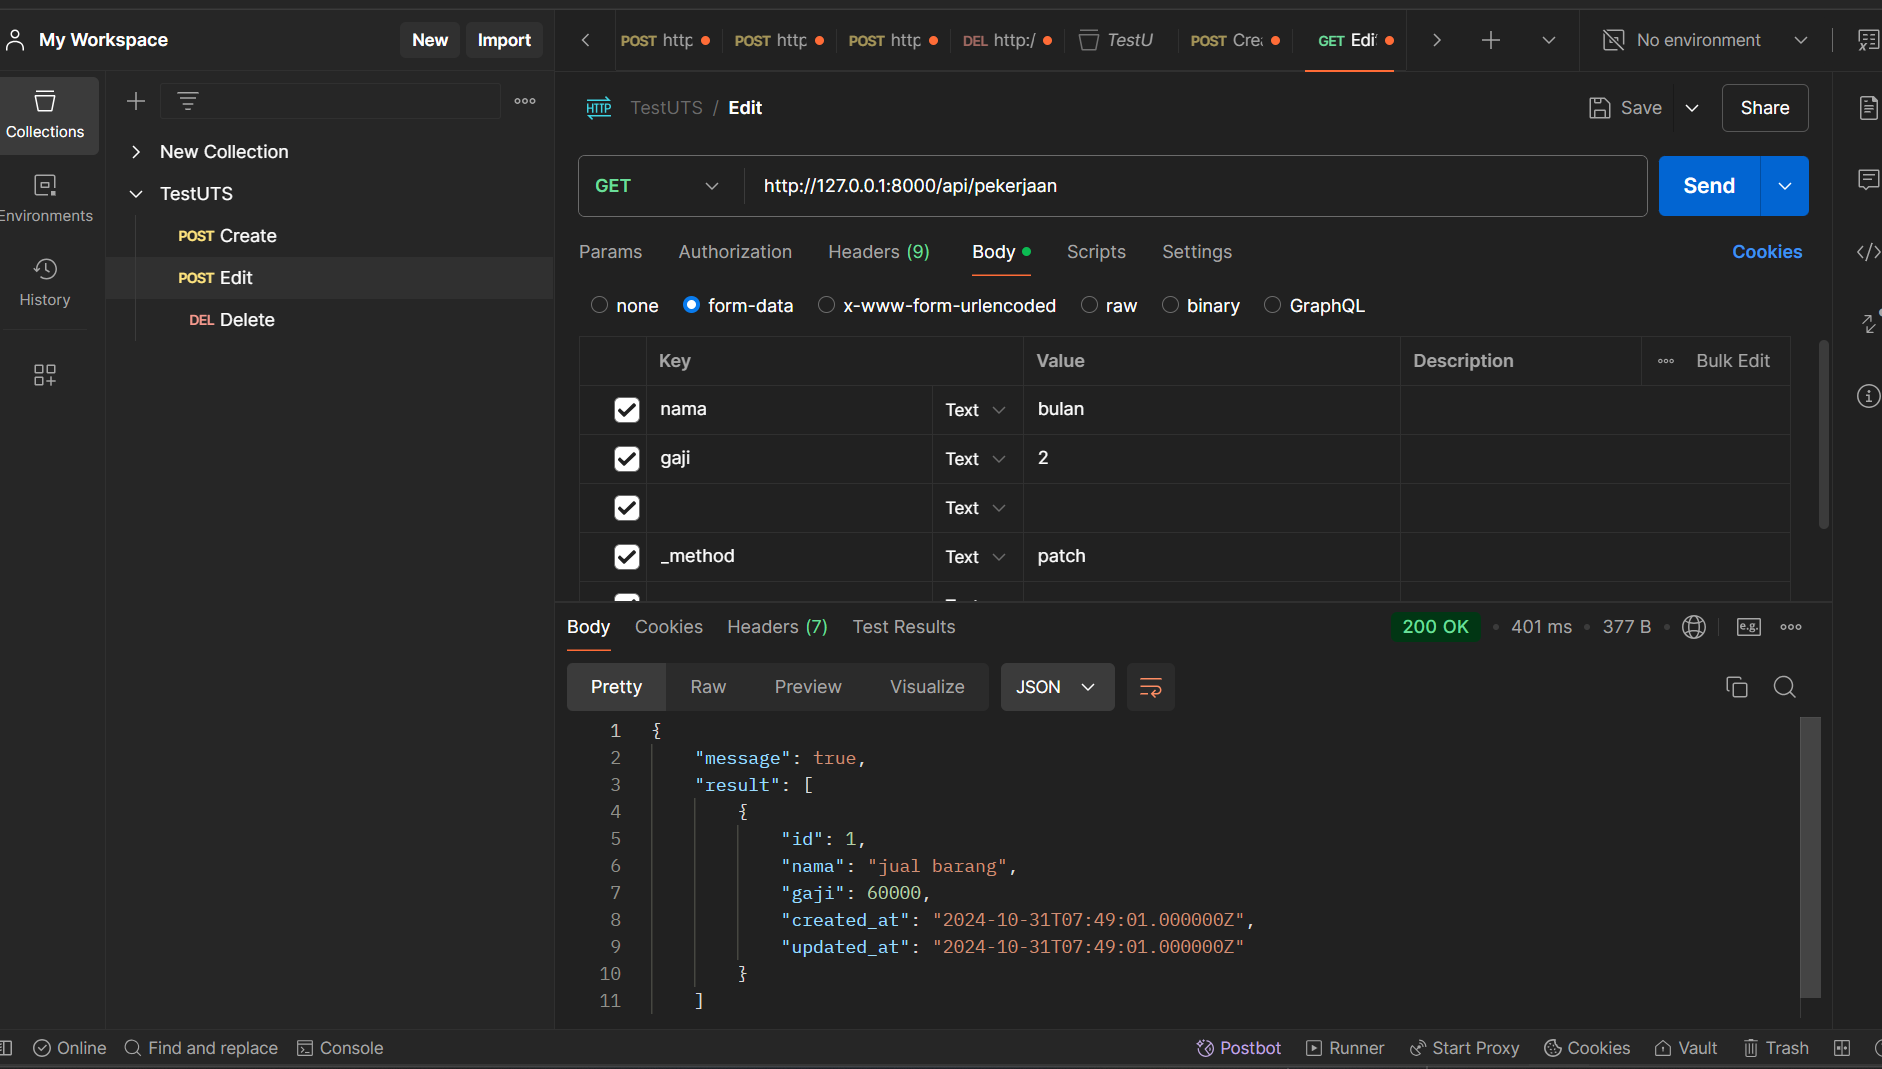 My Workspace
New
Import
POST http
POST http
POST http
DEL http:/
TestU
POST Cre
GET Edi
No environment
Collections
Environments
History
New Collection
TestUTS
POST Create
POST Edit
DEL Delete
HTTP
TestUTS / Edit
Save
Share
GET
http://127.0.0.1:8000/api/pekerjaan
Send
Params
Authorization
Headers (9)
Body
Scripts
Settings
Cookies
none
form-data
x-www-form-urlencoded
raw
binary
GraphQL
Key
Value
Description
Bulk Edit
nama
Text
bulan
gaji
Text
2
Text
_method
Text
patch
Body
Cookies
Headers (7)
Test Results
200 OK
401 ms
377 B
e.g.
Pretty
Raw
Preview
Visualize
JSON
1 {
2 "message": true,
3 "result": [
4 {
5 "id": 1,
6 "nama": "jual barang",
7 "gaji": 60000,
8 "created_at": "2024-10-31T07:49:01.000000Z",
9 "updated_at": "2024-10-31T07:49:01.000000Z"
10 }
11 ]
Online
Find and replace
Console
Postbot
Runner
Start Proxy
Cookies
Vault
Trash